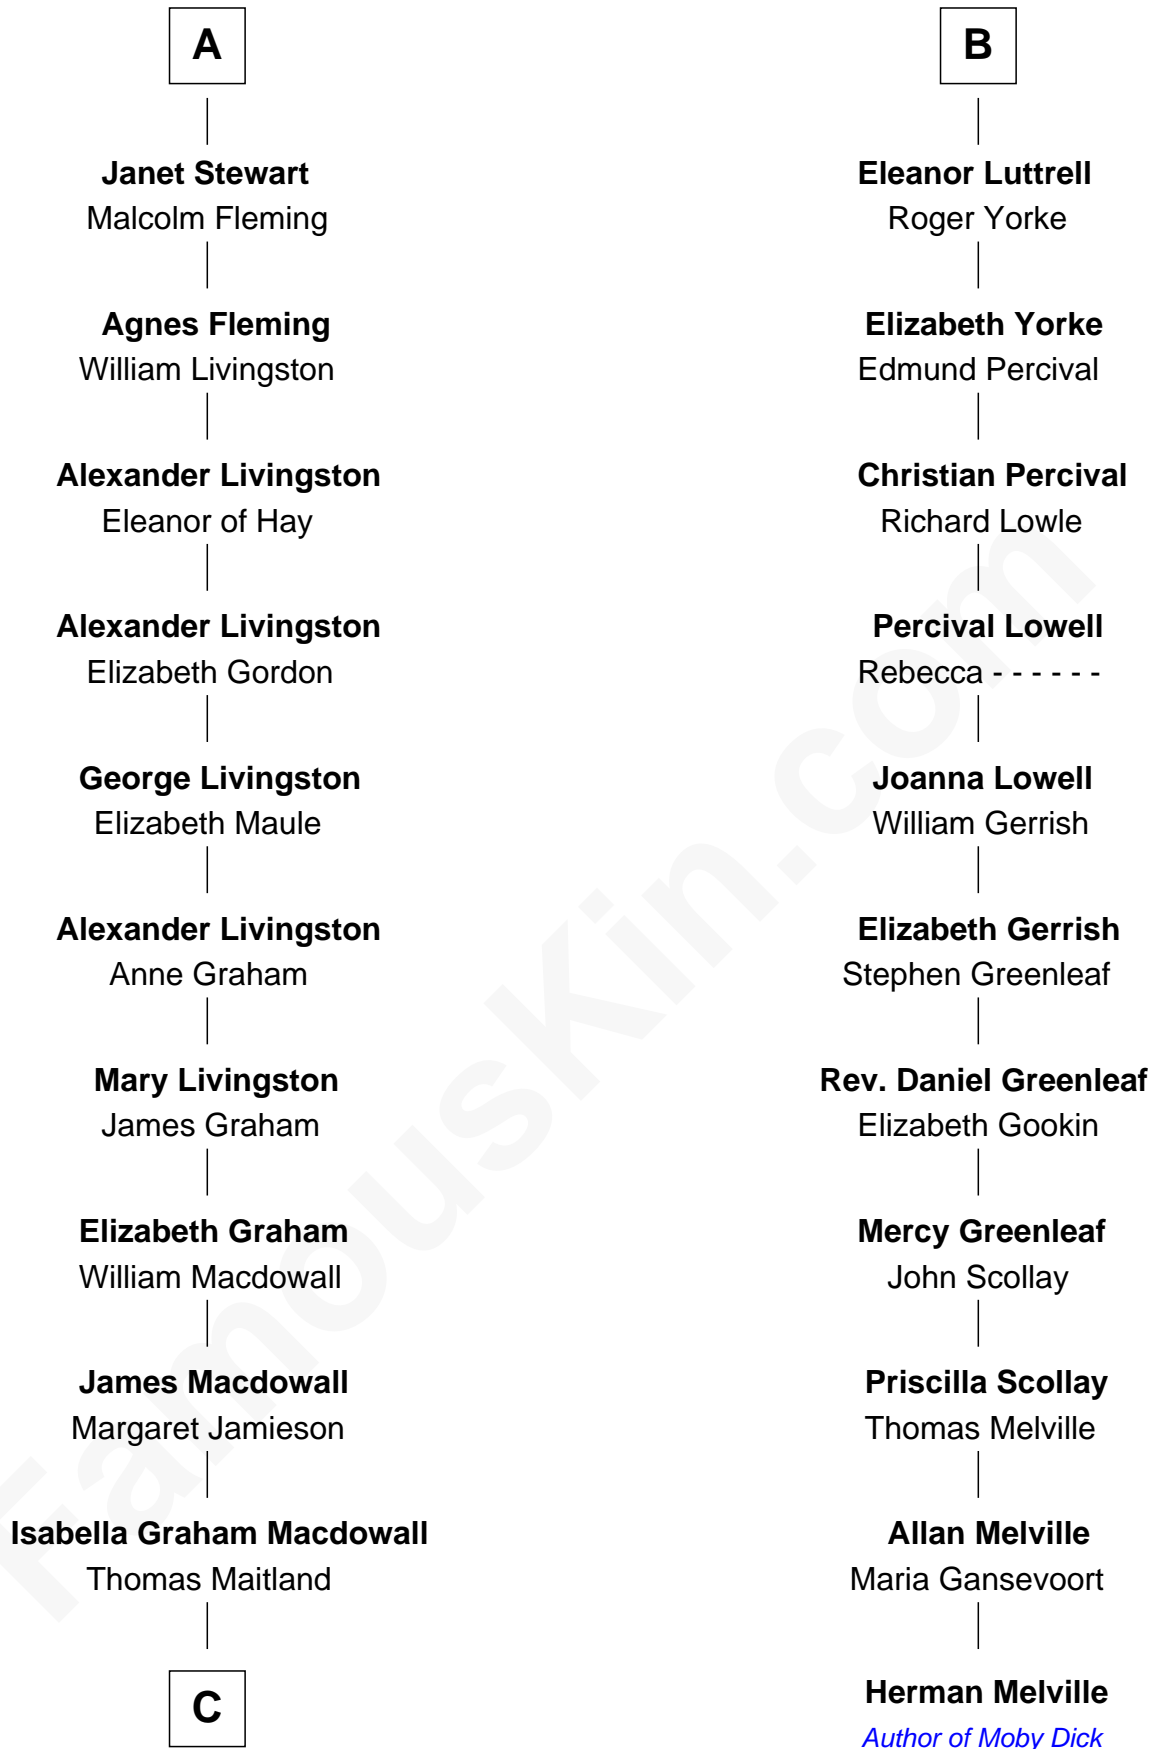 A
Janet Stewart
Malcolm Fleming
Agnes Fleming
William Livingston
Alexander Livingston
Eleanor of Hay
Alexander Livingston
Elizabeth Gordon
George Livingston
Elizabeth Maule
Alexander Livingston
Anne Graham
Mary Livingston
James Graham
Elizabeth Graham
William Macdowall
James Macdowall
Margaret Jamieson
Isabella Graham Macdowall
Thomas Maitland
C
B
Eleanor Luttrell
Roger Yorke
Elizabeth Yorke
Edmund Percival
Christian Percival
Richard Lowle
Percival Lowell
Rebecca - - - - - -
Joanna Lowell
William Gerrish
Elizabeth Gerrish
Stephen Greenleaf
Rev. Daniel Greenleaf
Elizabeth Gookin
Mercy Greenleaf
John Scollay
Priscilla Scollay
Thomas Melville
Allan Melville
Maria Gansevoort
Herman Melville
Author of Moby Dick
FamousKin.com